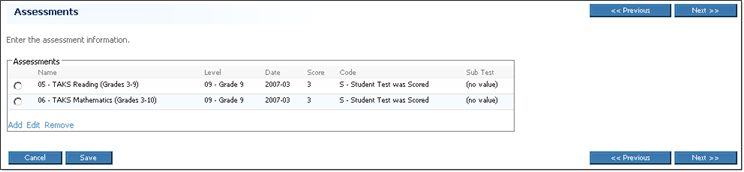 Assessments
<< Previous Next >>
Enter the assessment information.
Assessments
Name Level Date Score Code Sub Test
05 - TAKS Reading (Grades 3-9) 09 - Grade 9 2007-03 3 S - Student Test was Scored (no value)
06 - TAKS Mathematics (Grades 3-10) 09 - Grade 9 2007-03 3 S - Student Test was Scored (no value)
Add Edit Remove
Cancel Save << Previous Next >>